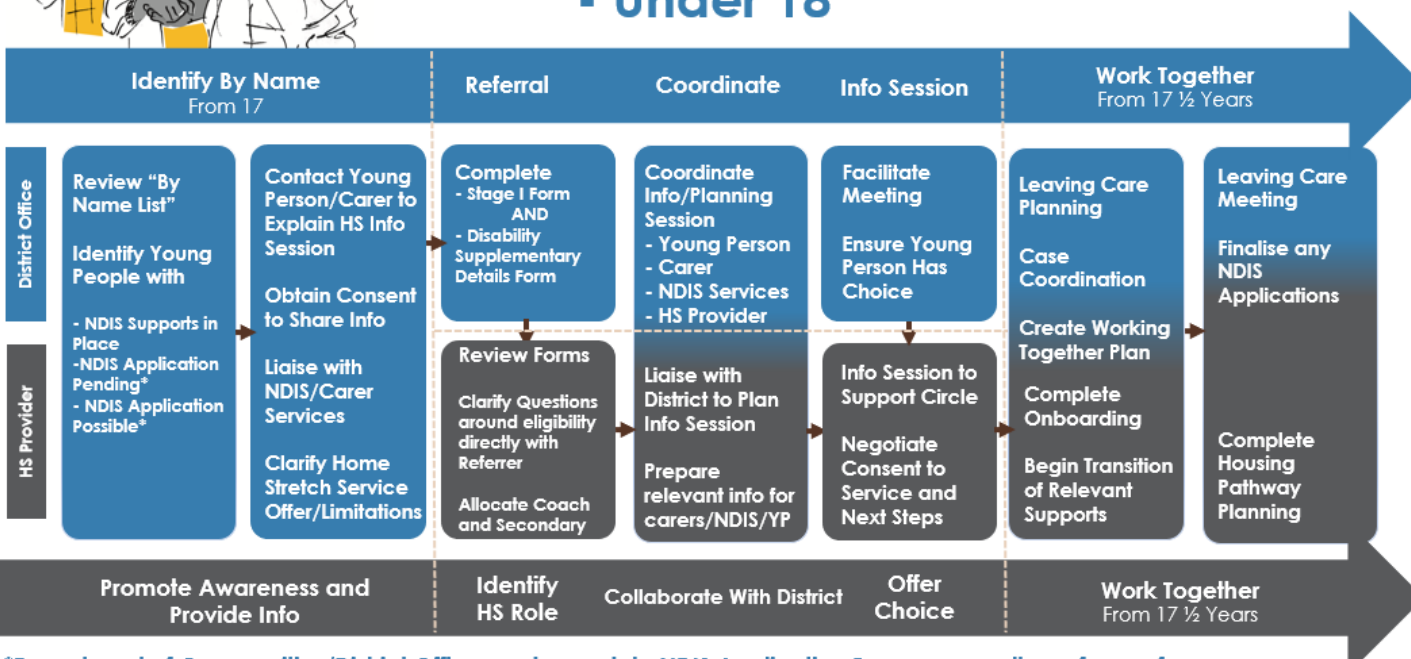 - Under 18
Identify By Name
From 17
Referral
Coordinate
Info Session
Work Together
From 17 ½ Years
District Office
HS Provider
Review “By
Name List”
Identify Young
People with
- NDIS Supports in
Place
-NDIS Application
Pending*
- NDIS Application
Possible*
Contact Young
Person/Carer to
Explain HS Info
Session
Obtain Consent
to Share Info
Liaise with
NDIS/Carer
Services
Clarify Home
Stretch Service
Offer/Limitations
Complete
- Stage I Form
AND
- Disability
Supplementary
Details Form
Review Forms
Clarify Questions
around eligibility
directly with
Referrer
Allocate Coach
and Secondary
Coordinate
Info/Planning
Session
- Young Person
- Carer
- NDIS Services
- HS Provider
Liaise with
District to Plan
Info Session
Prepare
relevant info for
carers/NDIS/YP
Facilitate
Meeting
Ensure Young
Person Has
Choice
Info Session to
Support Circle
Negotiate
Consent to
Service and
Next Steps
Leaving Care
Planning
Case
Coordination
Create Working
Together Plan
Complete
Onboarding
Begin Transition
of Relevant
Supports
Leaving Care
Meeting
Finalise any
NDIS
Applications
Complete
Housing
Pathway
Planning
Promote Awareness and
Provide Info
Identify
HS Role
Collaborate With District
Offer
Choice
Work Together
From 17 ½ Years